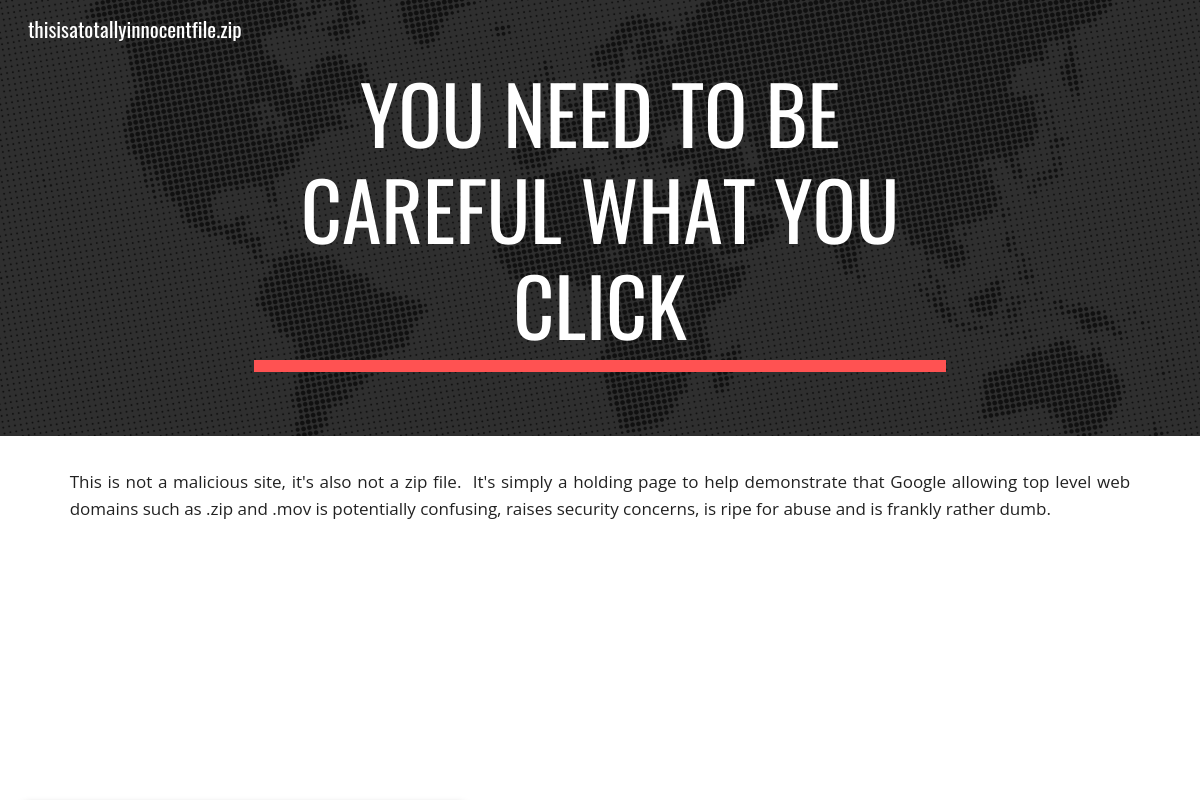 thisisatotallyinnocentfile.zip
YOU NEED TO BE
CAREFUL WHAT YOU
CLICK
This is not a malicious site, it's also not a zip file.  It's simply a holding page to help demonstrate that Google allowing top level web
domains such as .zip and .mov is potentially confusing, raises security concerns, is ripe for abuse and is frankly rather dumb.